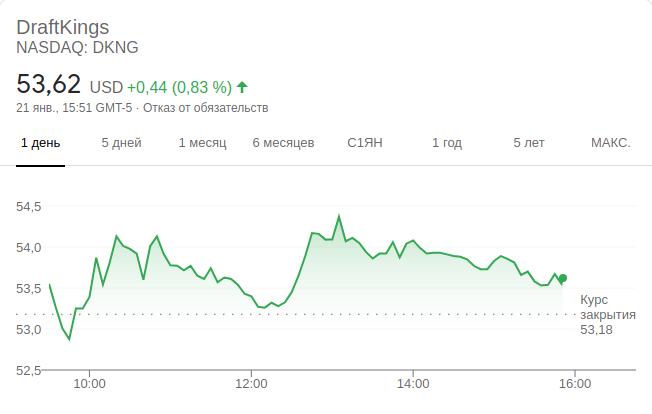 DraftKings
NASDAQ: DKNG
53,62 USD +0,44 (0,83 %)
21 янв., 15:51 GMT-5 · Отказ от обязательств
1 день 5 дней 1 месяц 6 месяцев С1ЯН 1 год 5 лет МАКС.
54,5
54,0
53,5
53,0
52,5
Курс
закрытия
53,18
10:00 12:00 14:00 16:00